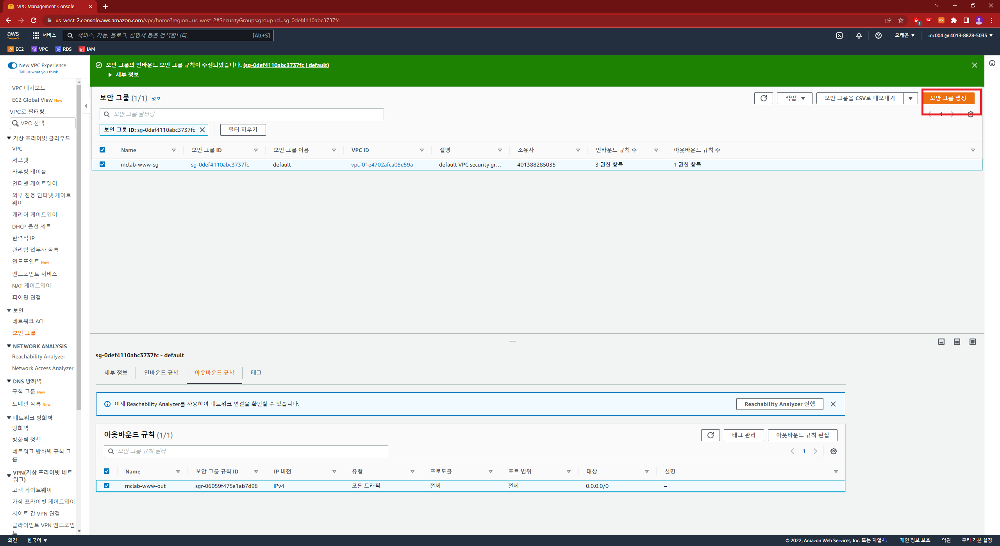 VPC Management Console
us-west-2.console.aws.amazon.com/vpc/home?region=us-west-2#SecurityGroups:group-id=sg-0def4110abc3737fc
1
aws
서비스
서비스, 기능, 블로그, 설명서 등을 검색합니다.
[Alt+S]
오레곤
mc004 @ 4013-8828-5035
EC2 VPC RDS IAM
New VPC Experience
Tell us what you think
VPC 대시보드
EC2 Global View New
VPC로 필터링:
VPC 선택
가상 프라이빗 클라우드
VPC
서브넷
라우팅 테이블
인터넷 게이트웨이
외부 전용 인터넷 게이트
웨이
캐리어 게이트웨이
DHCP 옵션 세트
탄력적 IP
관리형 접두사 목록
엔드포인트 New
엔드포인트 서비스
NAT 게이트웨이
피어링 연결
보안
네트워크 ACL
보안 그룹
NETWORK ANALYSIS
Reachability Analyzer
Network Access Analyzer
DNS 방화벽
규칙 그룹 New
도메인 목록 New
네트워크 방화벽
방화벽
방화벽 정책
네트워크 방화벽 규칙 그
룹
VPN(가상 프라이빗 네트
워크)
고객 게이트웨이
가상 프라이빗 게이트웨이
사이트 간 VPN 연결
클라이언트 VPN 엔드포인
트
보안 그룹의 인바운드 보안 그룹 규칙이 수정되었습니다. (sg-0def4110abc3737fc | default)
세부 정보
보안 그룹 (1/1) 정보
작업
보안 그룹을 CSV로 내보내기
보안 그룹 생성
보안 그룹 필터링
1
보안 그룹 ID: sg-0def4110abc3737fc
필터 지우기
Name 보안 그룹 ID 보안 그룹 이름 VPC ID 설명 소유자 인바운드 규칙 수 아웃바운드 규칙 수
mclab-www-sg sg-0def4110abc3737fc default vpc-01e4702afca05e59a default VPC security gr... 401388285035 3 권한 항목 1 권한 항목
sg-0def4110abc3737fc - default
세부 정보 인바운드 규칙 아웃바운드 규칙 태그
이제 Reachability Analyzer를 사용하여 네트워크 연결을 확인할 수 있습니다.
Reachability Analyzer 실행
아웃바운드 규칙 (1/1)
태그 관리
아웃바운드 규칙 편집
보안 그룹 규칙 필터
1
Name 보안 그룹 규칙 ID IP 버전 유형 프로토콜 포트 범위 대상 설명
mclab-www-out sgr-06059f475a1ab7d98 IPv4 모든 트래픽 전체 전체 0.0.0.0/0 –
의견 한국어
© 2022, Amazon Web Services, Inc. 또는 계열사. 개인 정보 보호 약관 쿠키 기본 설정